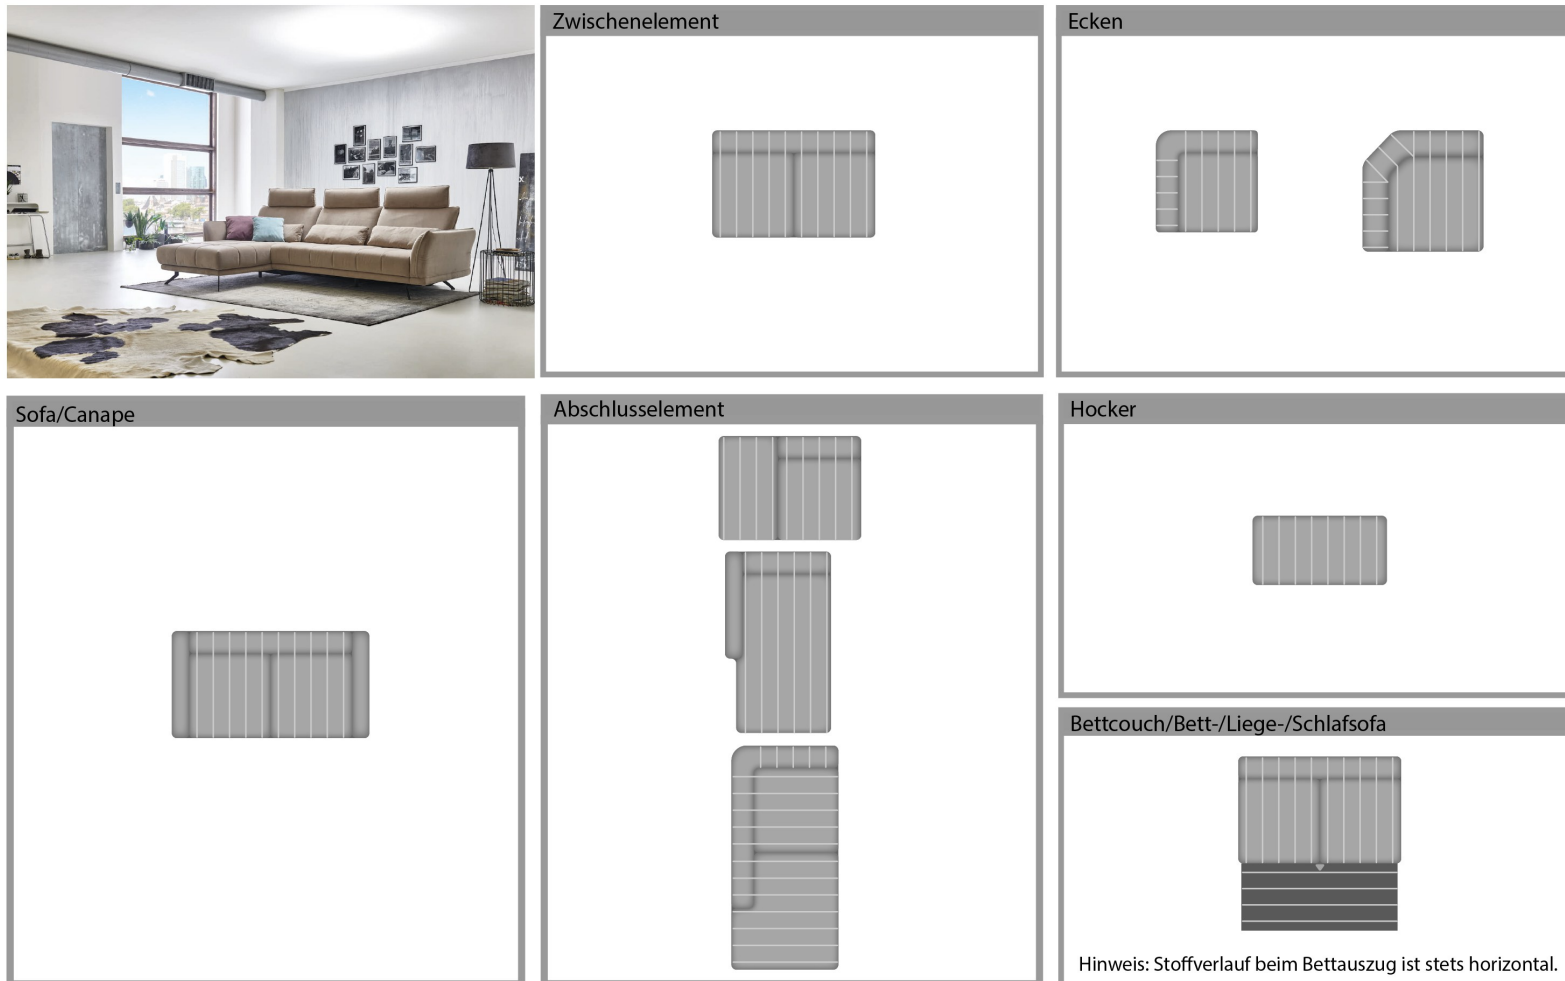 Zwischenelement
Ecken
Sofa/Canape
Abschlusselement
Hocker
Bettcouch/Bett-/Liege-/Schlafsofa
Hinweis: Stoffverlauf beim Bettauszug ist stets horizontal.